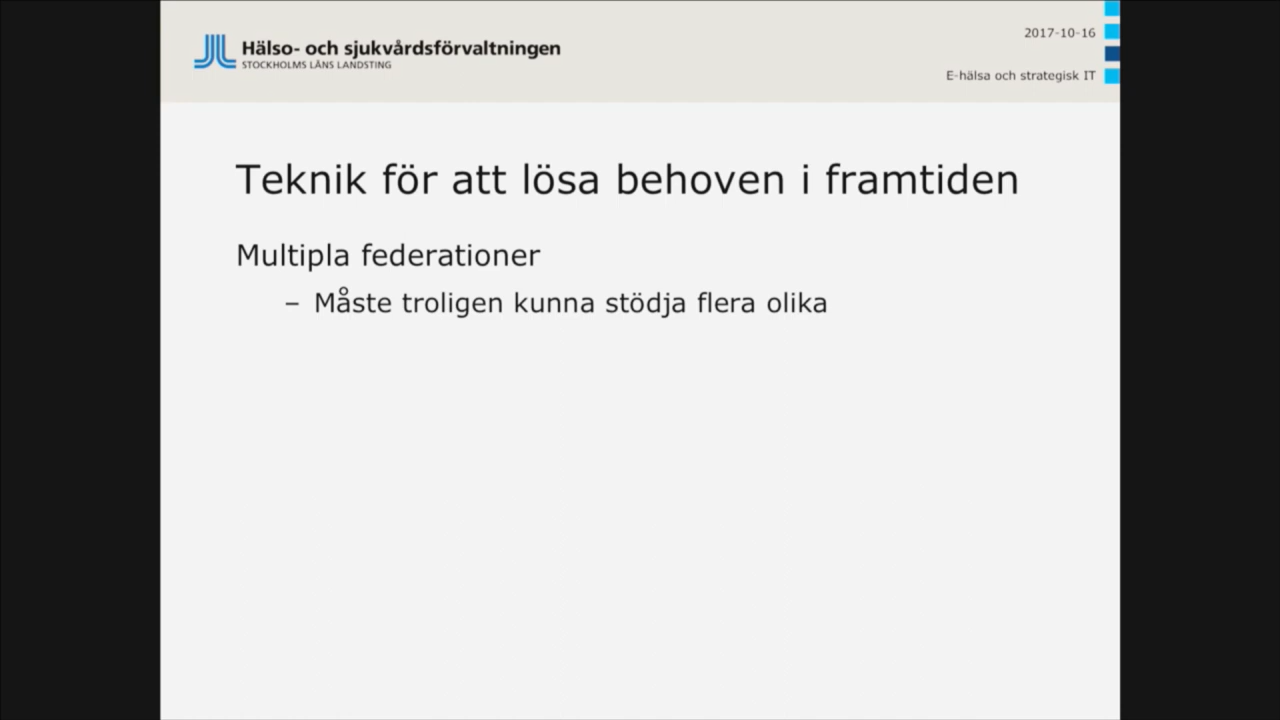 Hälso- och sjukvårdsförvaltningen
STOCKHOLMS LÄNS LANDSTING
2017-10-16
E-hälsa och strategisk IT
Teknik för att lösa behoven i framtiden
Multipla federationer
– Måste troligen kunna stödja flera olika